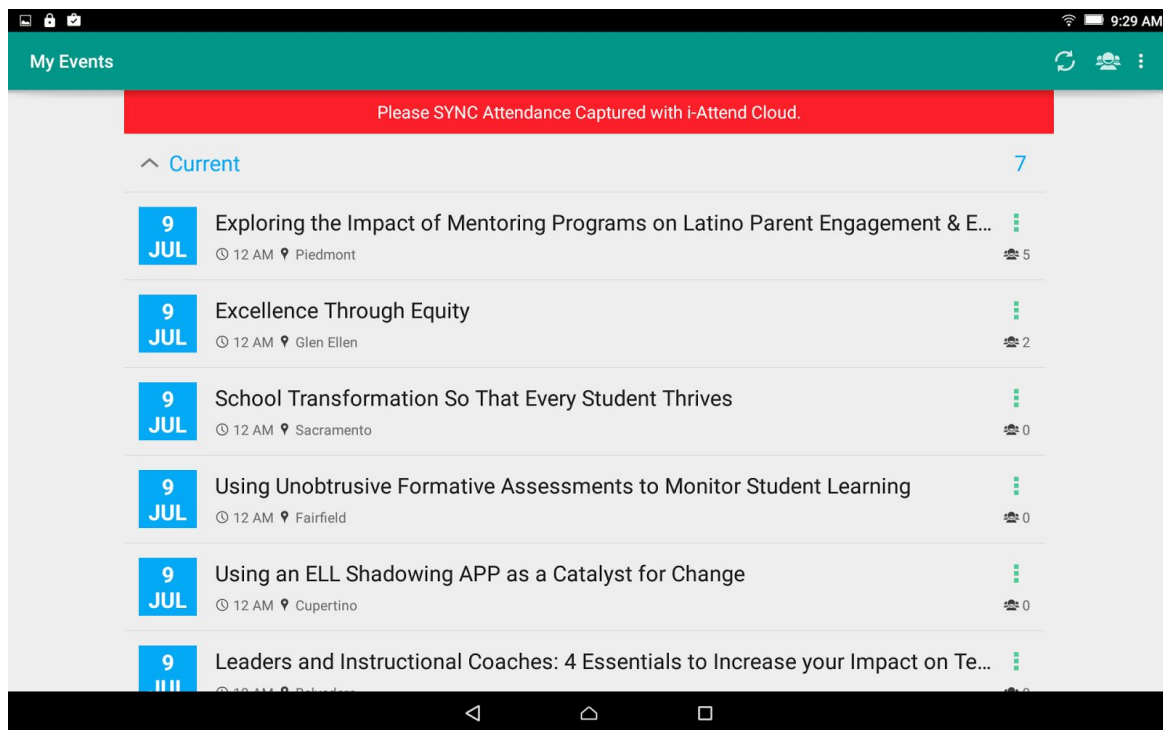 9:29 AM
My Events
Please SYNC Attendance Captured with i-Attend Cloud.
Current 7
9 JUL
Exploring the Impact of Mentoring Programs on Latino Parent Engagement & E...
12 AM Piedmont 5
9 JUL
Excellence Through Equity
12 AM Glen Ellen 2
9 JUL
School Transformation So That Every Student Thrives
12 AM Sacramento 0
9 JUL
Using Unobtrusive Formative Assessments to Monitor Student Learning
12 AM Fairfield 0
9 JUL
Using an ELL Shadowing APP as a Catalyst for Change
12 AM Cupertino 0
9 JUL
Leaders and Instructional Coaches: 4 Essentials to Increase your Impact on Te...
12 AM